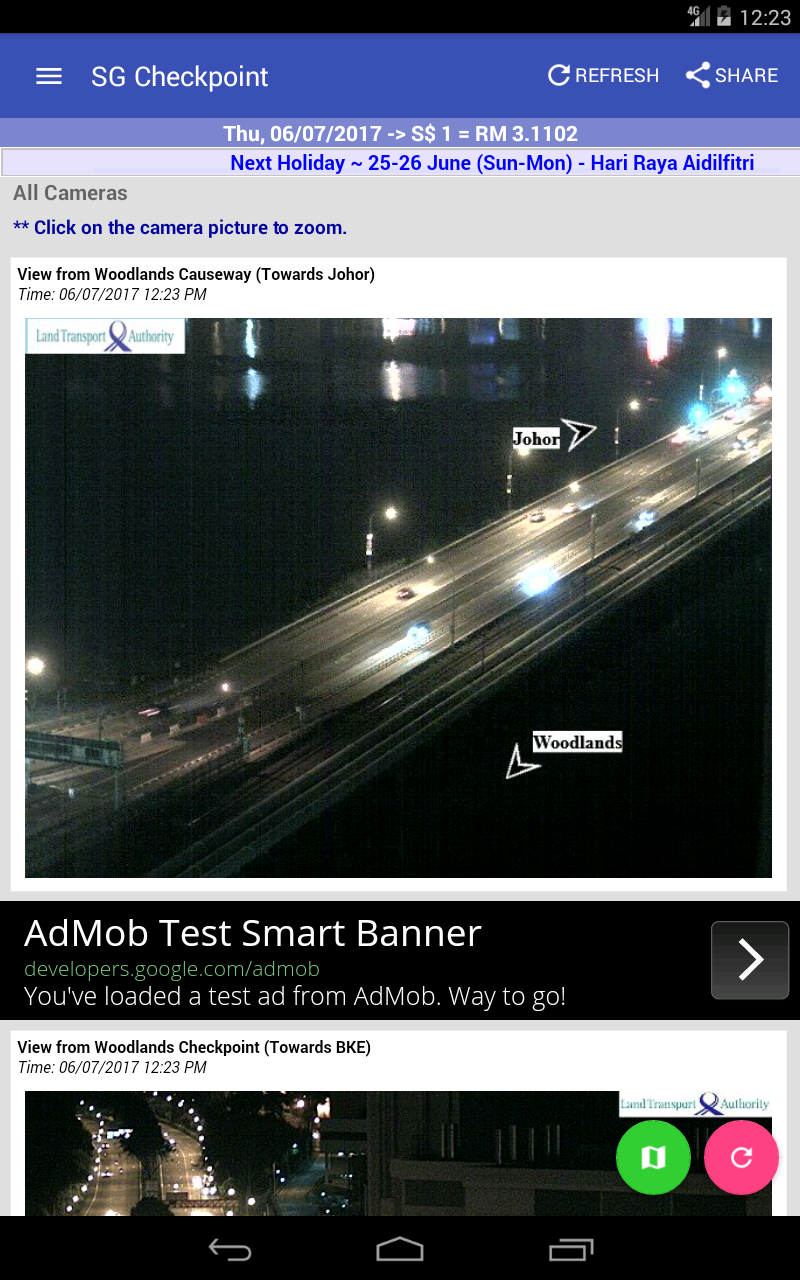 4G 12:23
SG Checkpoint REFRESH SHARE
Thu, 06/07/2017 -> S$ 1 = RM 3.1102
Next Holiday ~ 25-26 June (Sun-Mon) - Hari Raya Aidilfitri
All Cameras
** Click on the camera picture to zoom.
View from Woodlands Causeway (Towards Johor)
Time: 06/07/2017 12:23 PM
Land Transport Authority
Johor
Woodlands
AdMob Test Smart Banner
developers.google.com/admob
You've loaded a test ad from AdMob. Way to go!
View from Woodlands Checkpoint (Towards BKE)
Time: 06/07/2017 12:23 PM
Land Transport Authority